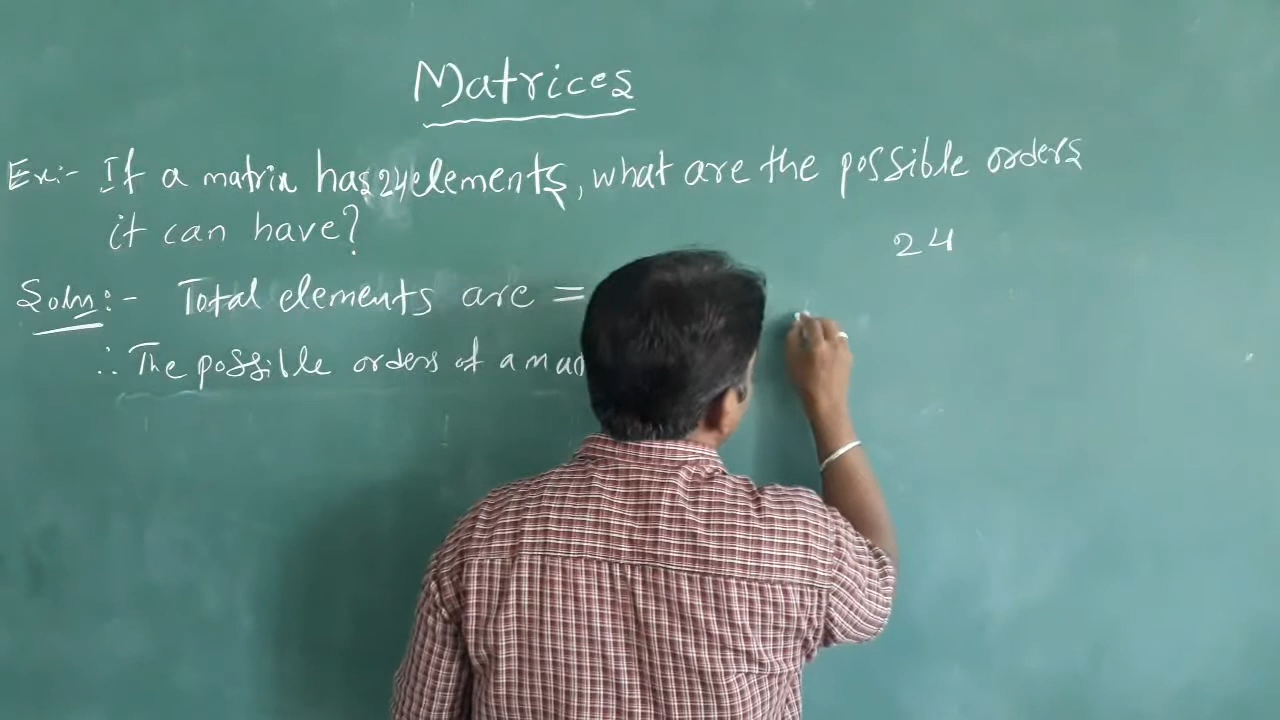 Matrices
Ex:- If a matrix has 24 elements, what are the possible orders
it can have?
24
Soln:- Total elements are =
∴ The possible orders of a